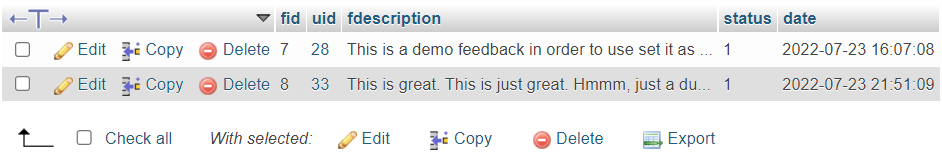 fid uid fdescription status date
Edit Copy Delete 7 28 This is a demo feedback in order to use set it as ... 1 2022-07-23 16:07:08
Edit Copy Delete 8 33 This is great. This is just great. Hmmm, just a du... 1 2022-07-23 21:51:09
Check all With selected: Edit Copy Delete Export